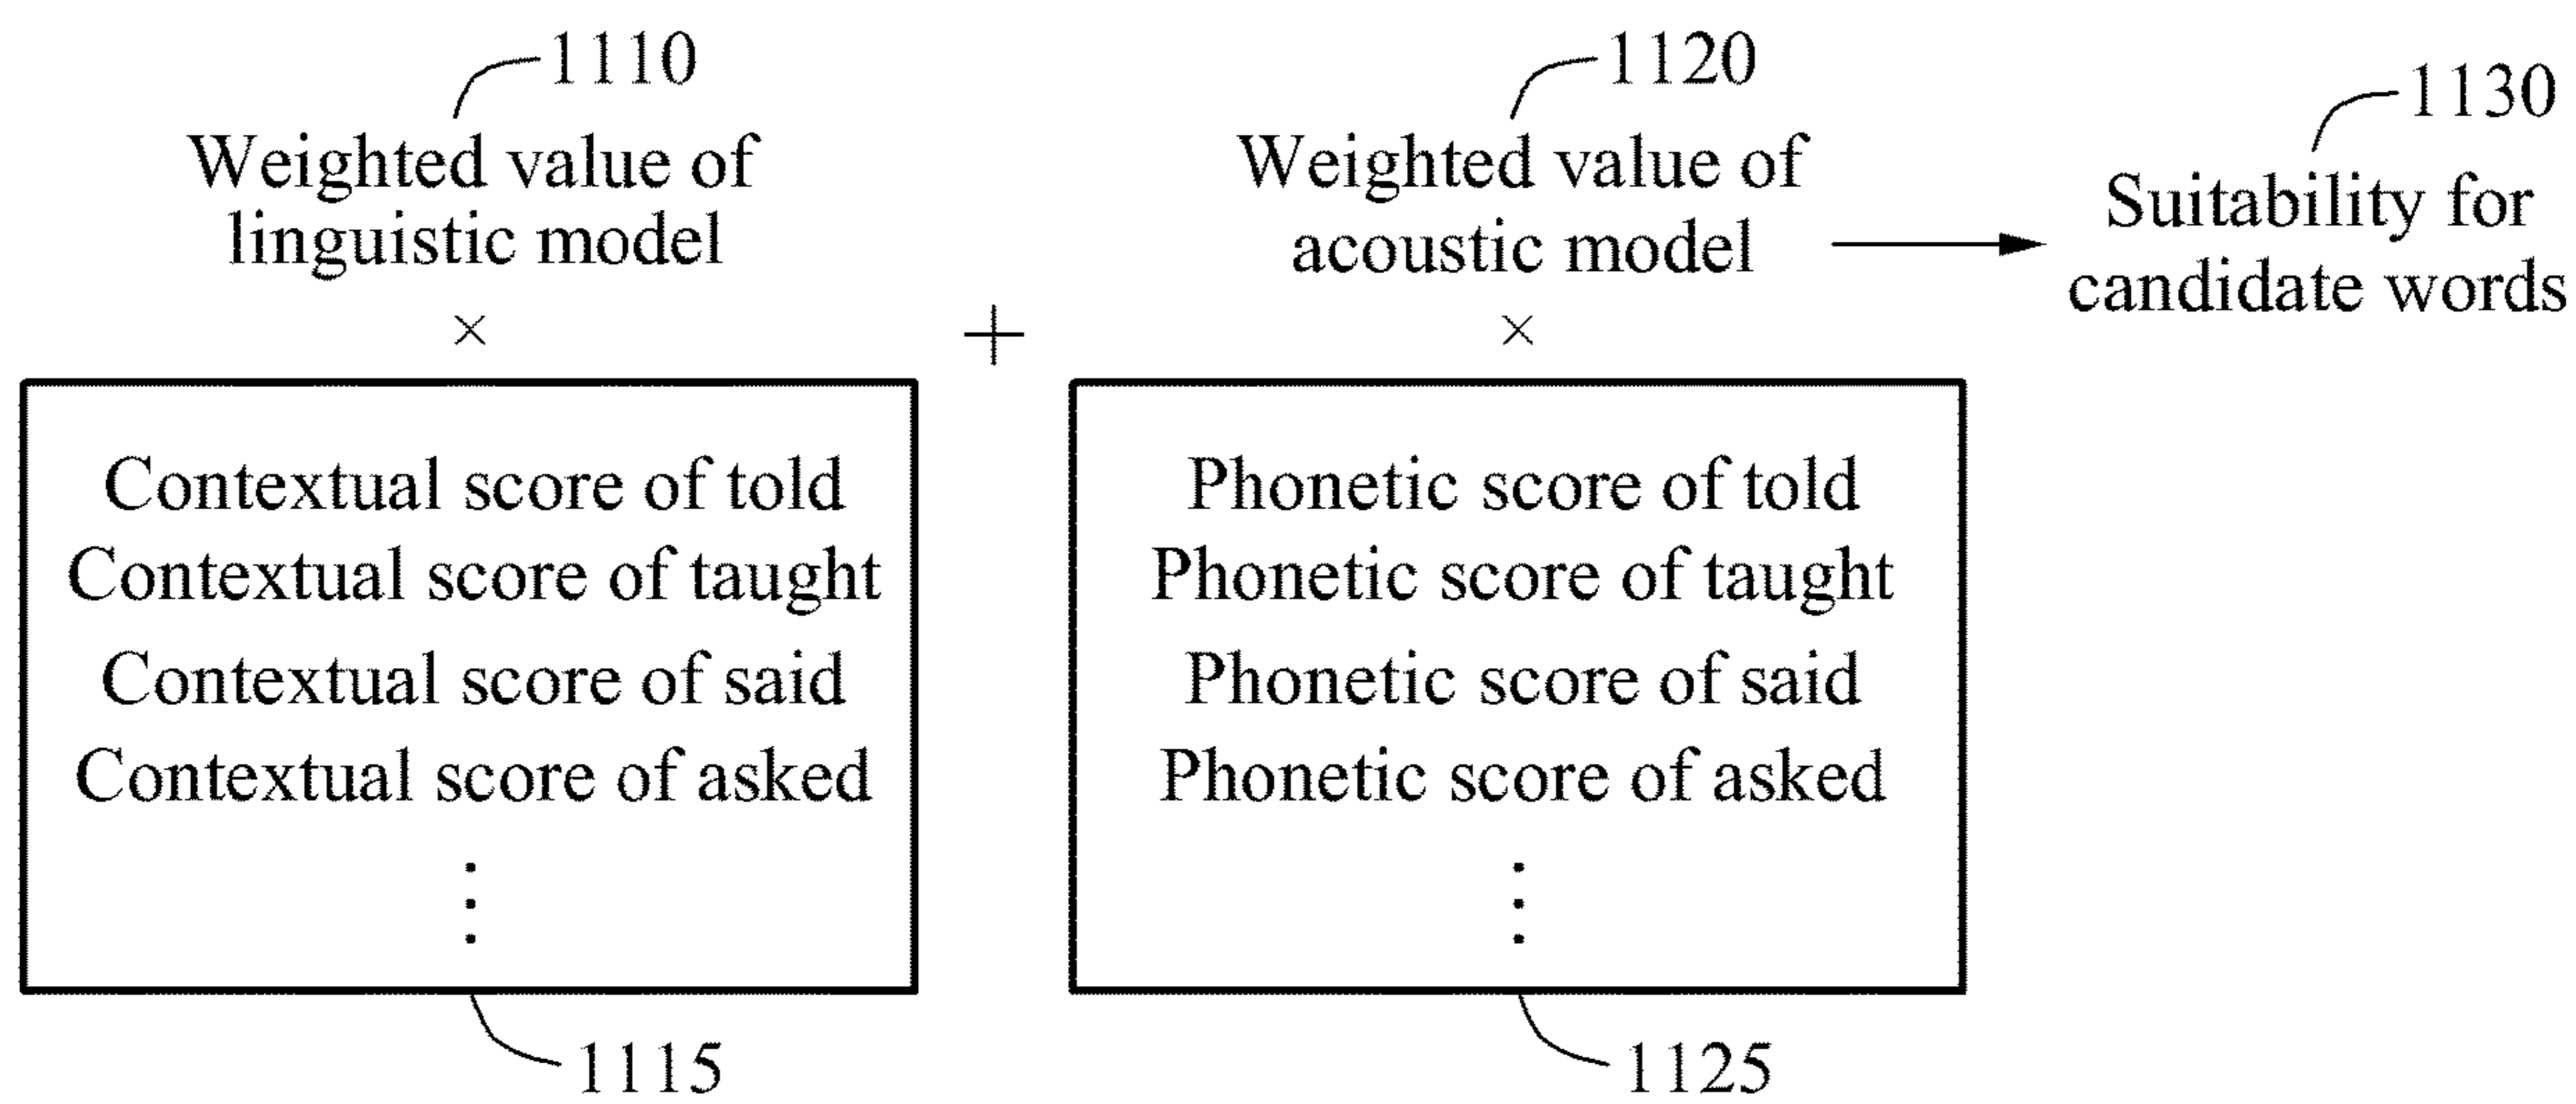 1110
Weighted value of
linguistic model
×
Contextual score of told
Contextual score of taught
Contextual score of said
Contextual score of asked
1115
+
1120
Weighted value of
acoustic model
×
Phonetic score of told
Phonetic score of taught
Phonetic score of said
Phonetic score of asked
1125
1130
Suitability for
candidate words